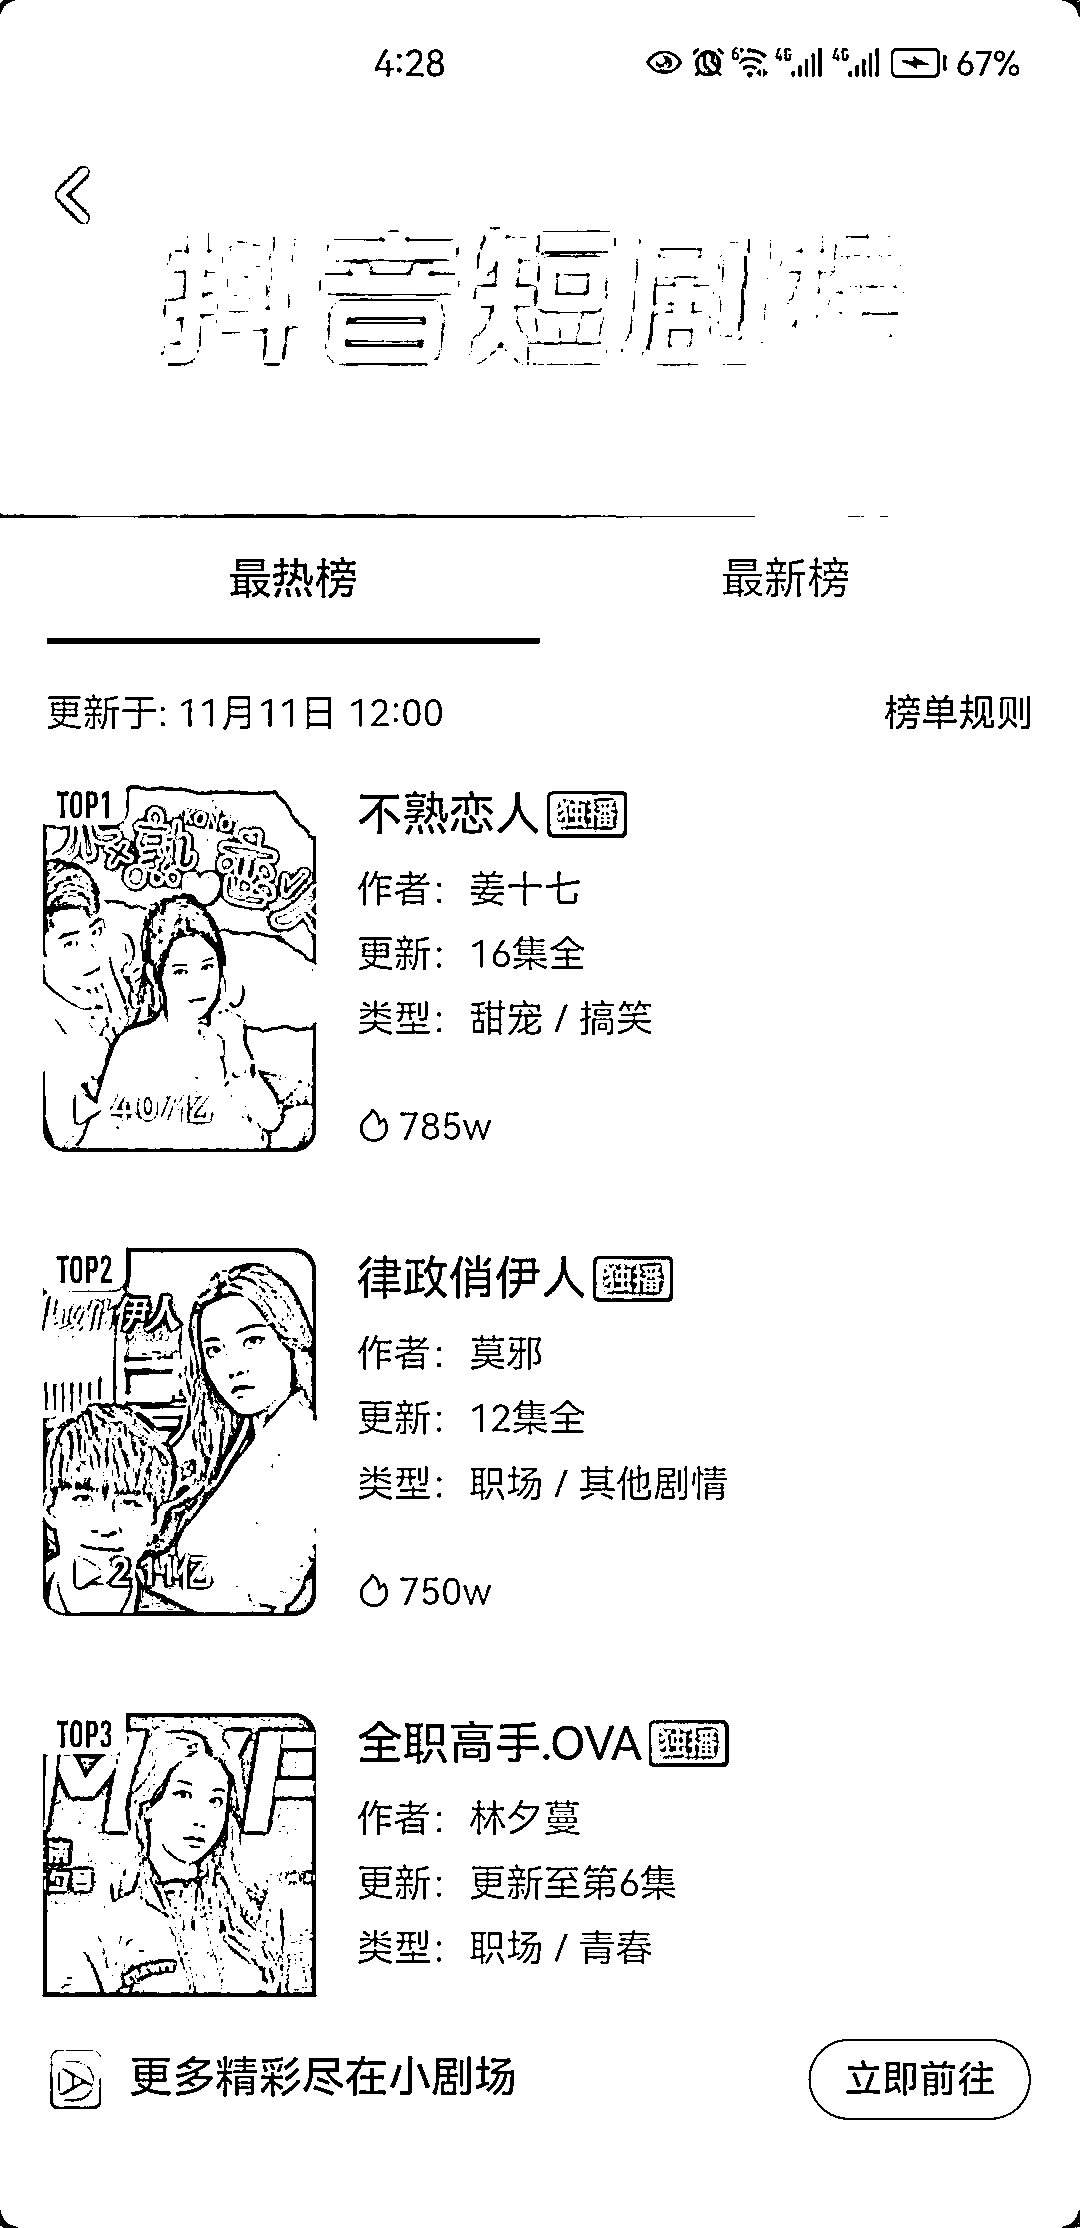 4:28 67%
抖音短剧榜
最热榜 最新榜
更新于: 11月11日 12:00 榜单规则
TOP1
不熟恋人 独播
作者：姜十七
更新：16集全
类型：甜宠 / 搞笑
785w
TOP2
伊人
律政俏伊人 独播
作者：莫邪
更新：12集全
类型：职场 / 其他剧情
750w
TOP3
全职高手.OVA 独播
作者：林夕蔓
更新：更新至第6集
类型：职场 / 青春
更多精彩尽在小剧场 立即前往